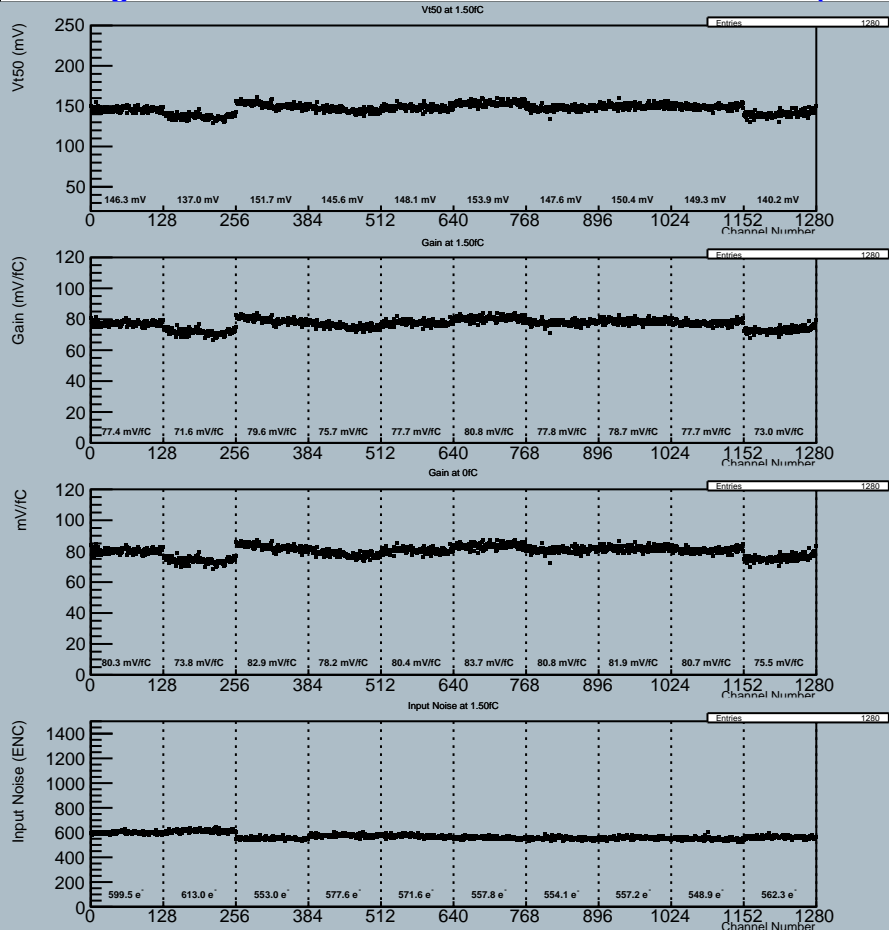 Vt50 at 1.50fC
Entries 1280
Vt50 (mV)
250
200
150
100
50
146.3 mV 137.0 mV 151.7 mV 145.6 mV 148.1 mV 153.9 mV 147.6 mV 150.4 mV 149.3 mV 140.2 mV
0 128 256 384 512 640 768 896 1024 1152 1280
Channel Number
Gain at 1.50fC
Entries 1280
Gain (mV/fC)
120
100
80
60
40
20
0
77.4 mV/fC 71.6 mV/fC 79.6 mV/fC 75.7 mV/fC 77.7 mV/fC 80.8 mV/fC 77.8 mV/fC 78.7 mV/fC 77.7 mV/fC 73.0 mV/fC
0 128 256 384 512 640 768 896 1024 1152 1280
Channel Number
Gain at 0fC
Entries 1280
mV/fC
120
100
80
60
40
20
0
80.3 mV/fC 73.8 mV/fC 82.9 mV/fC 78.2 mV/fC 80.4 mV/fC 83.7 mV/fC 80.8 mV/fC 81.9 mV/fC 80.7 mV/fC 75.5 mV/fC
0 128 256 384 512 640 768 896 1024 1152 1280
Channel Number
Input Noise at 1.50fC
Entries 1280
Input Noise (ENC)
1400
1200
1000
800
600
400
200
0
599.5 e⁻ 613.0 e⁻ 553.0 e⁻ 577.6 e⁻ 571.6 e⁻ 557.8 e⁻ 554.1 e⁻ 557.2 e⁻ 548.9 e⁻ 562.3 e⁻
0 128 256 384 512 640 768 896 1024 1152 1280
Channel Number